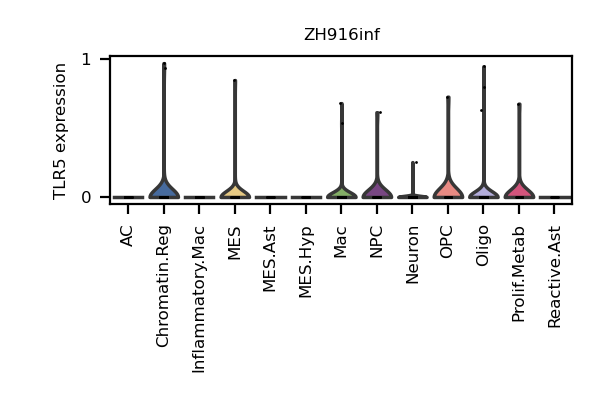 ZH916inf
TLR5 expression
1
0
AC
Chromatin.Reg
Inflammatory.Mac
MES
MES.Ast
MES.Hyp
Mac
NPC
Neuron
OPC
Oligo
Prolif.Metab
Reactive.Ast